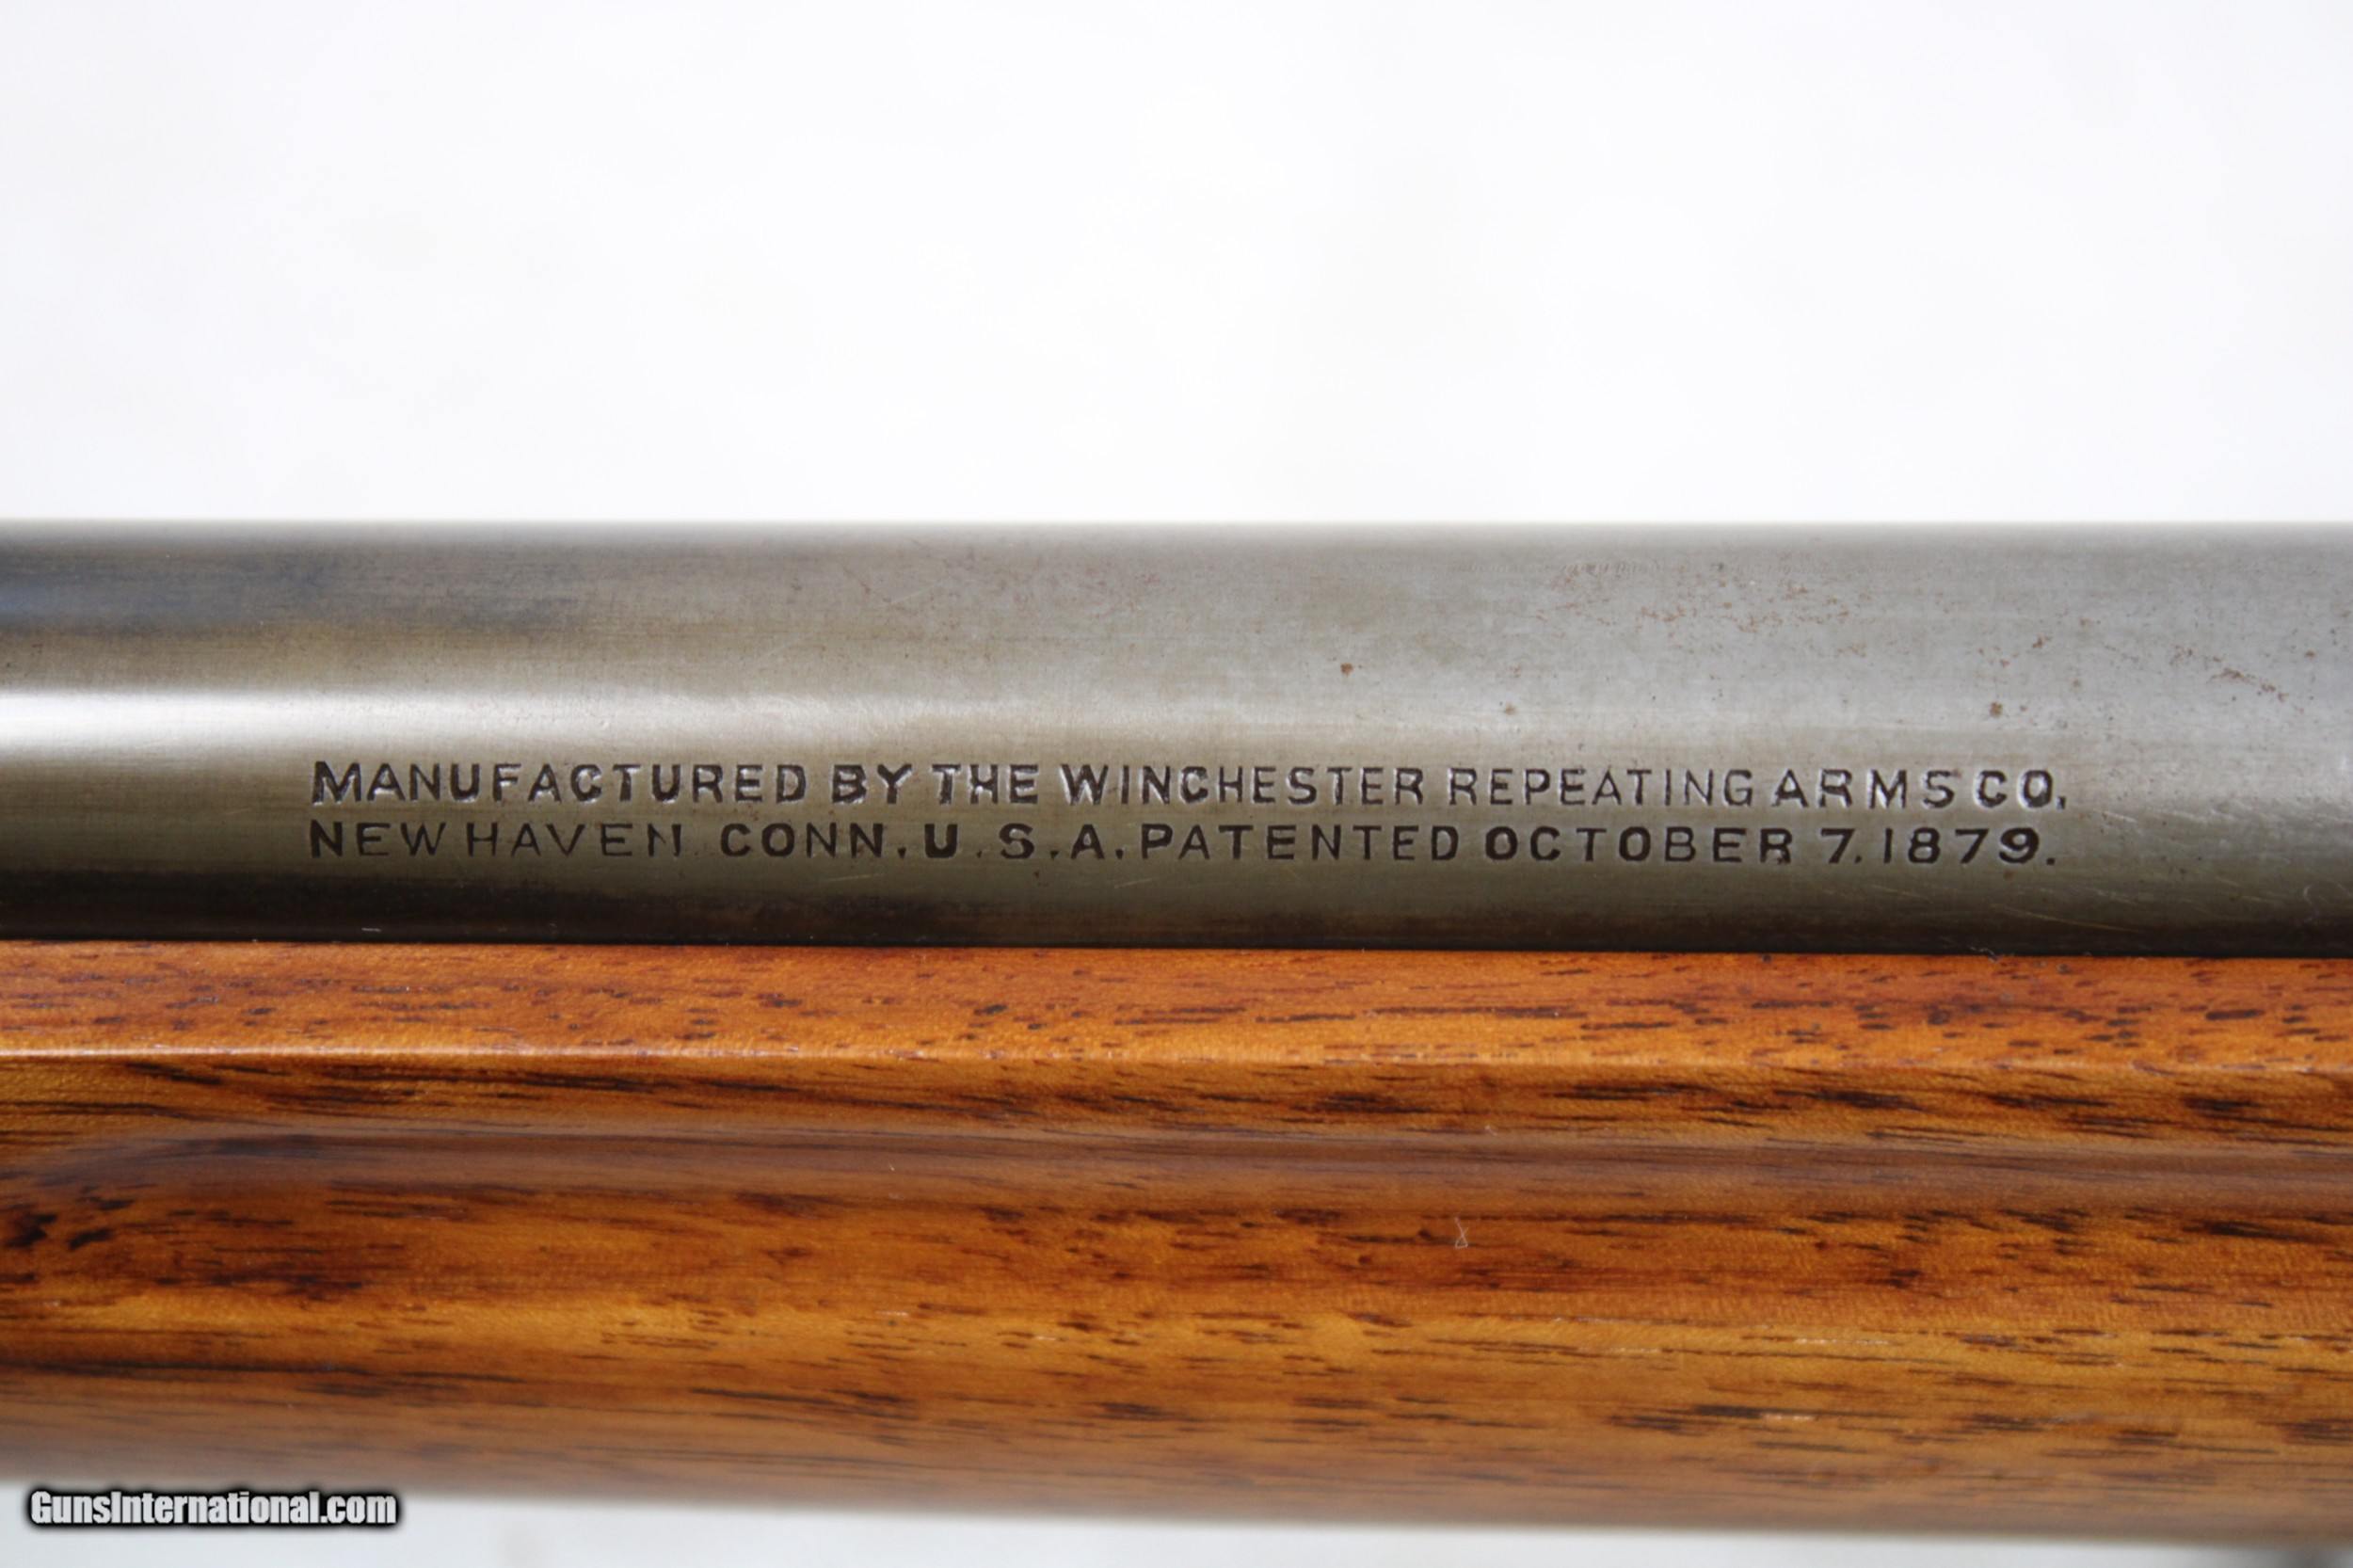 MANUFACTURED BY THE WINCHESTER REPEATING ARMS CO,
NEW HAVEN. CONN. U.S.A. PATENTED OCTOBER 7. 1879.
GunsInternational.com